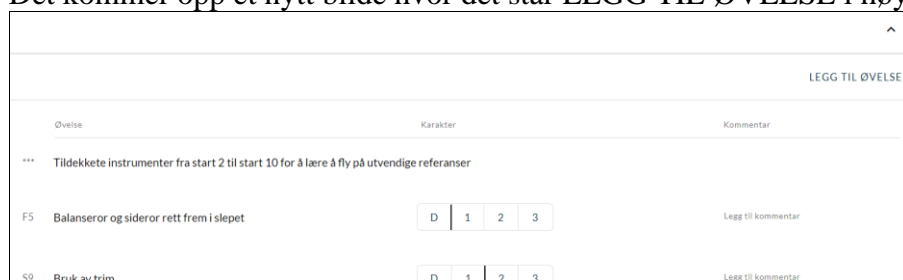 Det kommer opp et nytt bilde hvor det står LEGG TIL ØVELSE i høy
LEGG TIL ØVELSE
Øvelse Karakter Kommentar
*** Tildekkete instrumenter fra start 2 til start 10 for å lære å fly på utvendige referanser
F5 Balanseror og sideror rett frem i slepet D 1 2 3 Legg til kommentar
S9 Bruk av trim D 1 2 3 Legg til kommentar